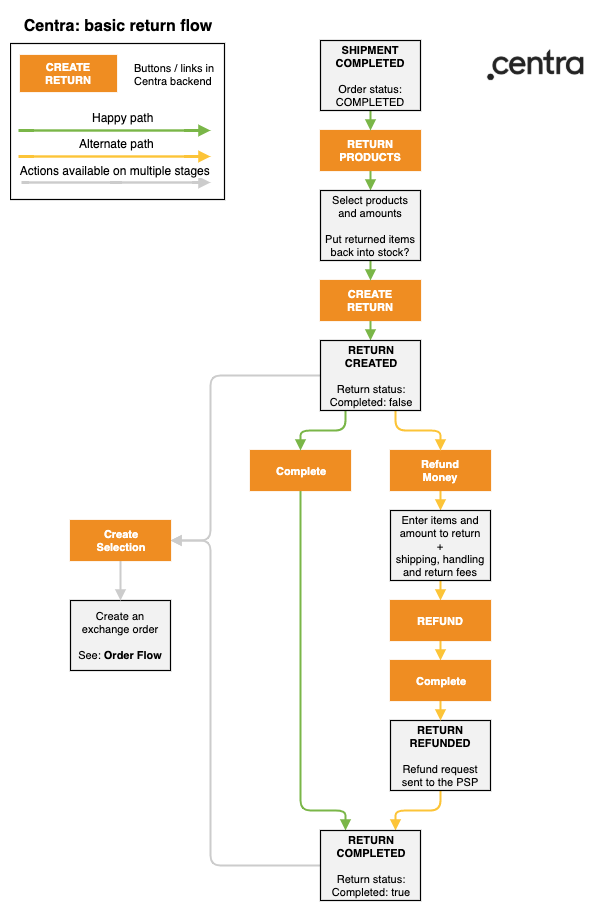 Centra: basic return flow
CREATE
RETURN
Buttons / links in
Centra backend
Happy path
Alternate path
Actions available on multiple stages
centra
SHIPMENT
COMPLETED
Order status:
COMPLETED
RETURN
PRODUCTS
Select products
and amounts
Put returned items
back into stock?
CREATE
RETURN
RETURN
CREATED
Return status:
Completed: false
Complete
Refund
Money
Enter items and
amount to return
+
shipping, handling
and return fees
Create
Selection
Create an
exchange order
See: Order Flow
REFUND
Complete
RETURN
REFUNDED
Refund request
sent to the PSP
RETURN
COMPLETED
Return status:
Completed: true